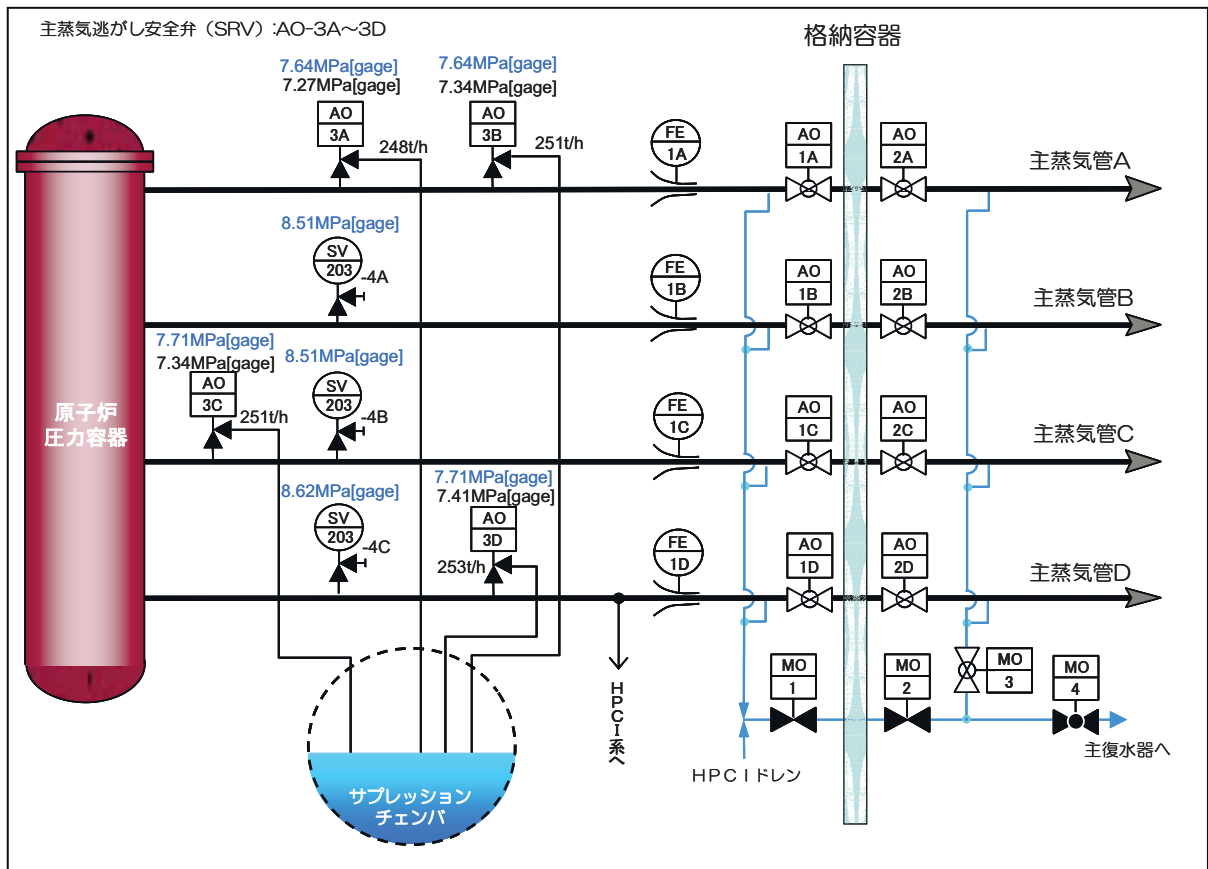 主蒸気逃がし安全弁（SRV）:AO-3A～3D
格納容器
7.64MPa[gage]
7.27MPa[gage]
AO
3A
248t/h
7.64MPa[gage]
7.34MPa[gage]
AO
3B
251t/h
FE
1A
AO
1A
AO
2A
主蒸気管A
8.51MPa[gage]
SV
203
-4A
FE
1B
AO
1B
AO
2B
主蒸気管B
7.71MPa[gage]
7.34MPa[gage]
AO
3C
251t/h
8.51MPa[gage]
SV
203
-4B
FE
1C
AO
1C
AO
2C
主蒸気管C
原子炉
圧力容器
8.62MPa[gage]
SV
203
-4C
7.71MPa[gage]
7.41MPa[gage]
AO
3D
253t/h
FE
1D
AO
1D
AO
2D
主蒸気管D
HPCI系へ
MO
1
MO
2
MO
3
MO
4
主復水器へ
HPCIドレン
サプレッション
チェンバ